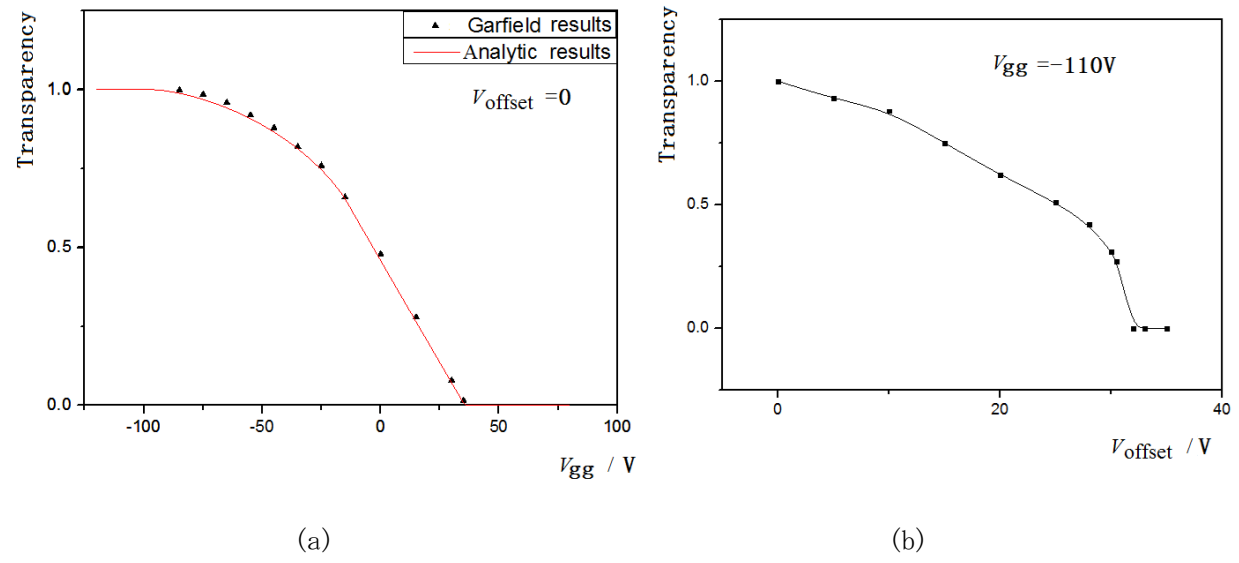 Transparency
Garfield results
Analytic results
Voffset =0
1.0
0.5
0.0
-100
-50
0
50
100
Vgg / V
(a)
Transparency
Vgg =-110V
1.0
0.5
0.0
0
20
40
Voffset / V
(b)